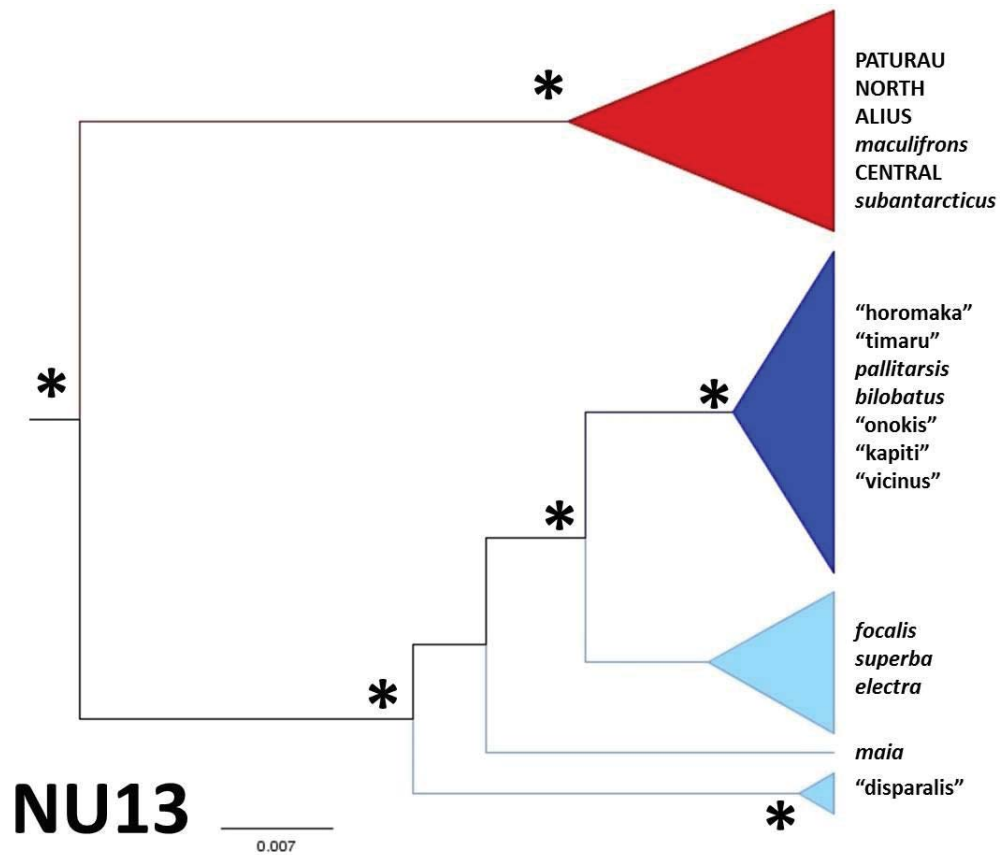 *
PATURAU
NORTH
ALIUS
maculifrons
CENTRAL
subantarcticus
*
*
“horomaka”
“timaru”
pallitarsis
bilobatus
“onokis”
“kapiti”
“vicinus”
*
*
focalis
superba
electra
maia
“disparalis”
*
NU13
0.007